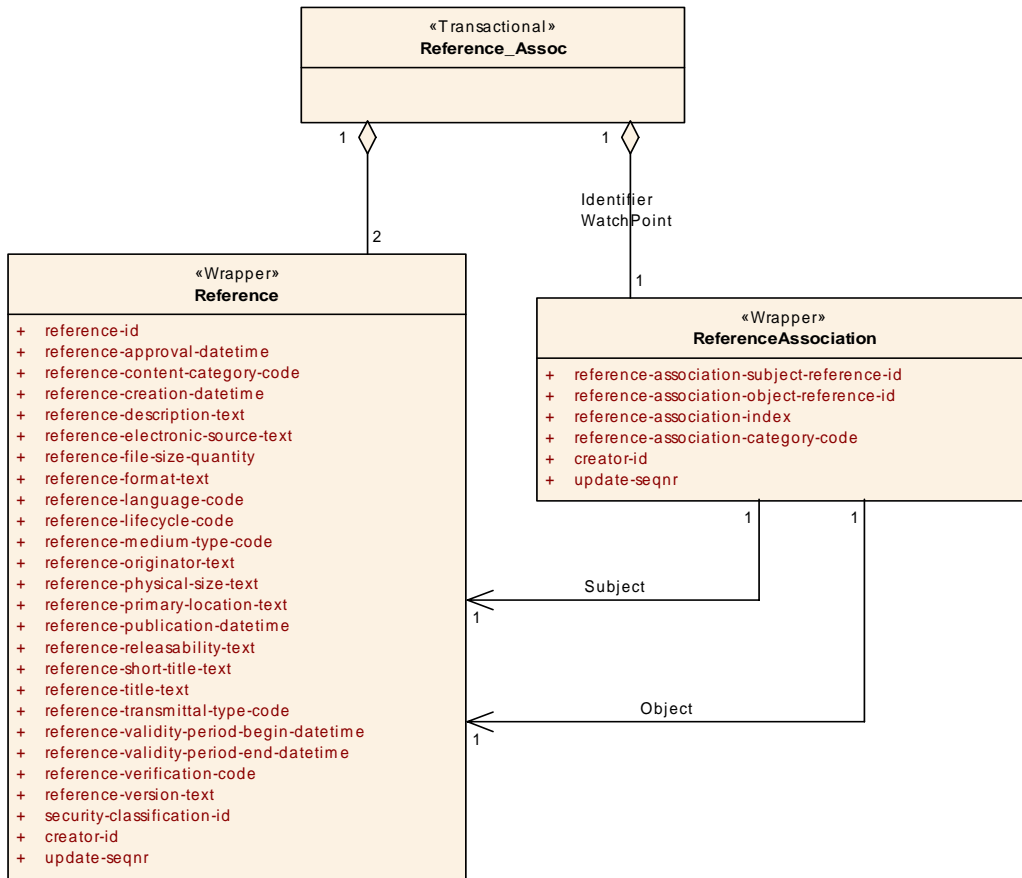 «Transactional»
Reference_Assoc
1
1
Identifier
WatchPoint
2
1
«Wrapper»
Reference
+ reference-id
+ reference-approval-datetime
+ reference-content-category-code
+ reference-creation-datetime
+ reference-description-text
+ reference-electronic-source-text
+ reference-file-size-quantity
+ reference-format-text
+ reference-language-code
+ reference-lifecycle-code
+ reference-medium-type-code
+ reference-originator-text
+ reference-physical-size-text
+ reference-primary-location-text
+ reference-publication-datetime
+ reference-releasability-text
+ reference-short-title-text
+ reference-title-text
+ reference-transmittal-type-code
+ reference-validity-period-begin-datetime
+ reference-validity-period-end-datetime
+ reference-verification-code
+ reference-version-text
+ security-classification-id
+ creator-id
+ update-seqnr
«Wrapper»
ReferenceAssociation
+ reference-association-subject-reference-id
+ reference-association-object-reference-id
+ reference-association-index
+ reference-association-category-code
+ creator-id
+ update-seqnr
1
1
Subject
1
Object
1